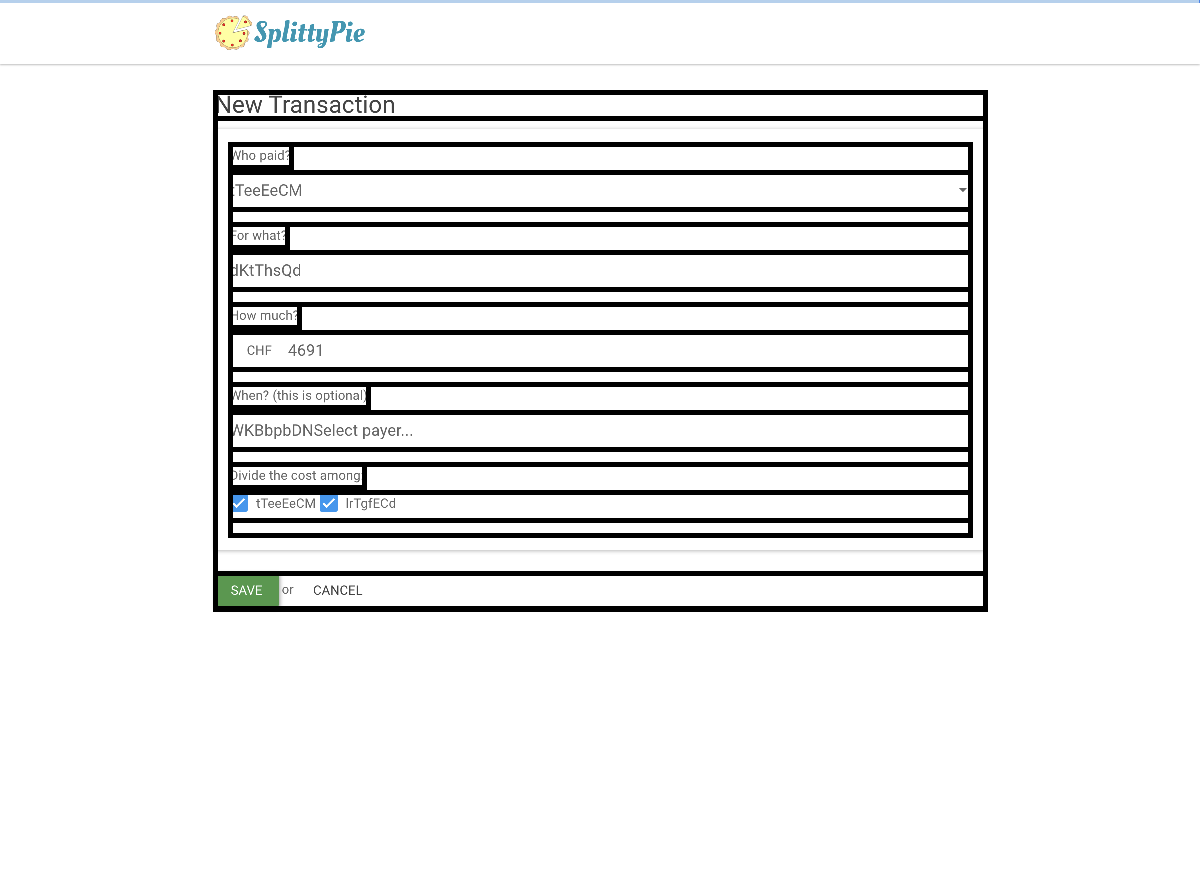 SplittyPie
New Transaction
Who paid?
tTeeEeCM
For what?
dKtThsQd
How much?
CHF 4691
When? (this is optional)
WKBbpbDNSelect payer...
Divide the cost among
tTeeEeCM lrTgfECd
SAVE or CANCEL